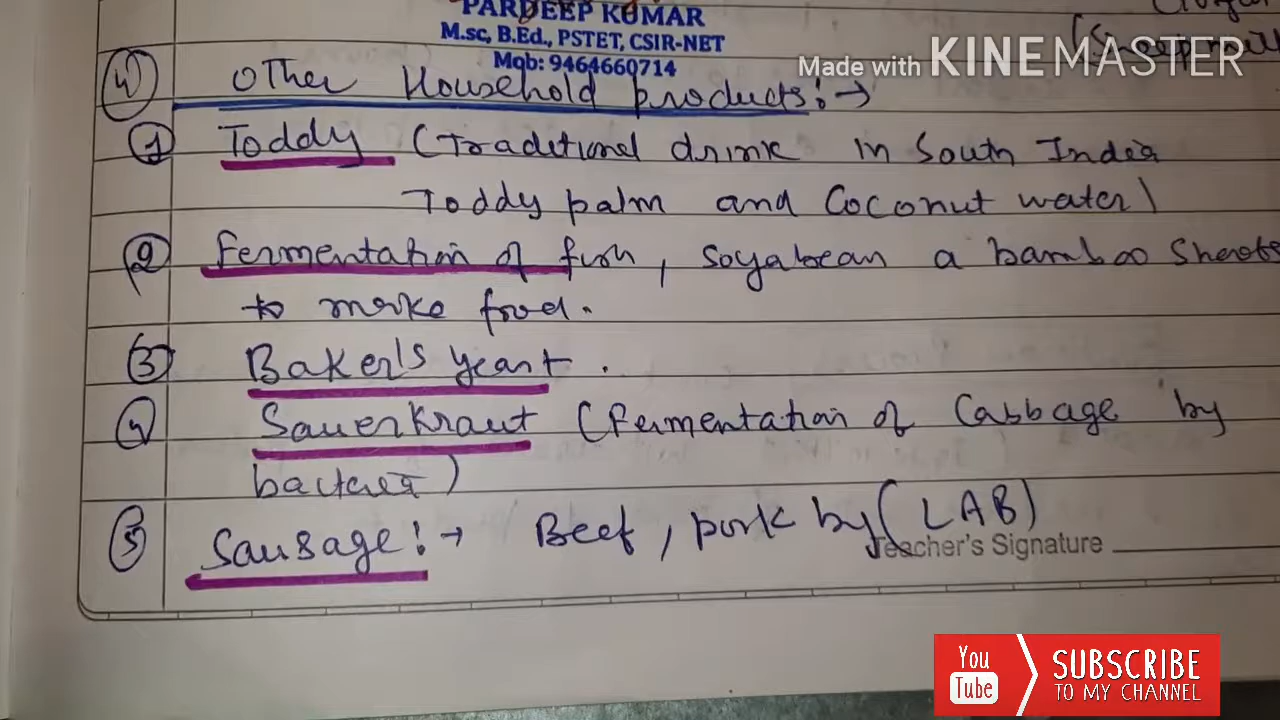 PARDEEP KUMAR
M.sc, B.Ed., PSTET, CSIR-NET
Mob: 9464660714
Made with KINEMASTER
4) Other Household products:→
① Toddy (Traditional drink in South India
Toddy palm and Coconut water)
② Fermentation of fish, soyabean a bamboo Shoots
to make food.
③ Baker's yeast.
④ Sauerkraut (Fermentation of Cabbage by
bacteria)
⑤ Sausage:→ Beef, pork by (LAB)
Teacher's Signature
You Tube SUBSCRIBE
TO MY CHANNEL